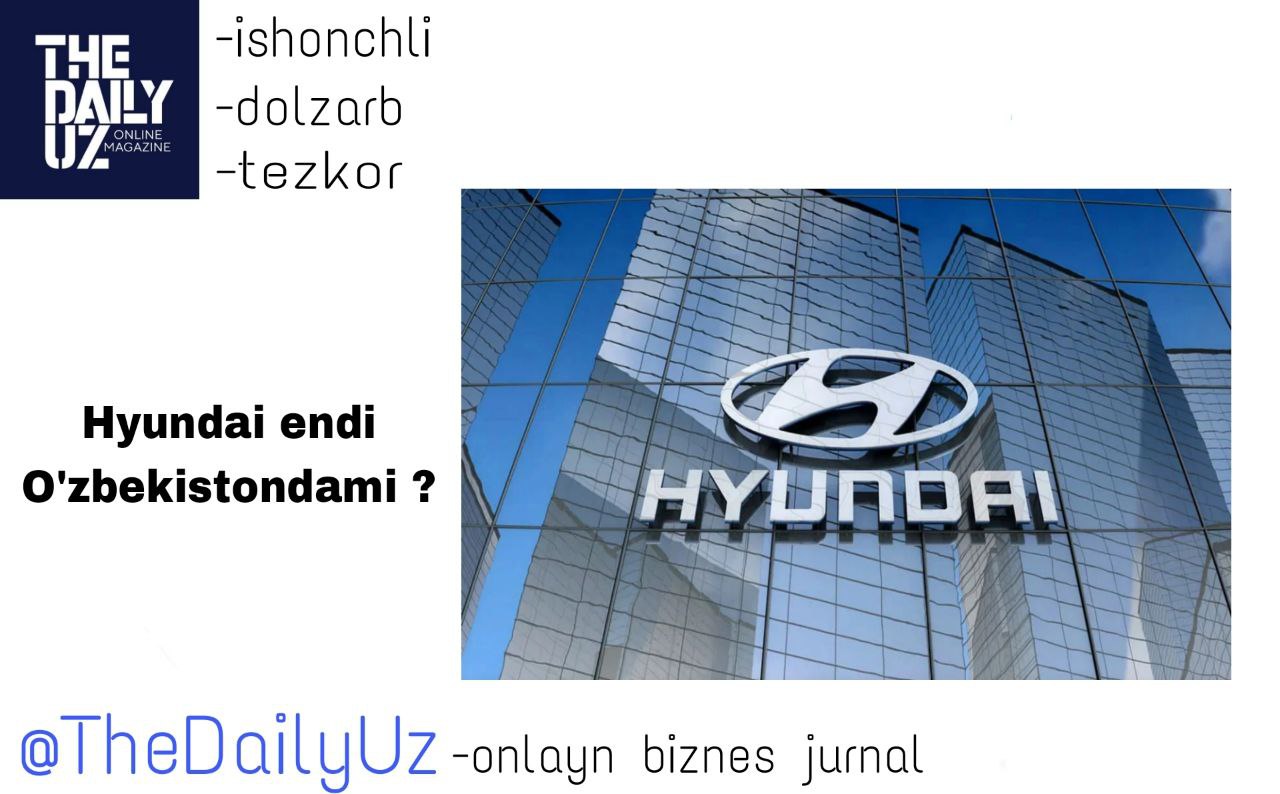 THE
DAILY
UZ ONLINE
MAGAZINE
-ishonchli
-dolzarb
-tezkor
Hyundai endi
O'zbekistondami ?
HYUNDAI
@TheDailyUz -onlayn biznes jurnal